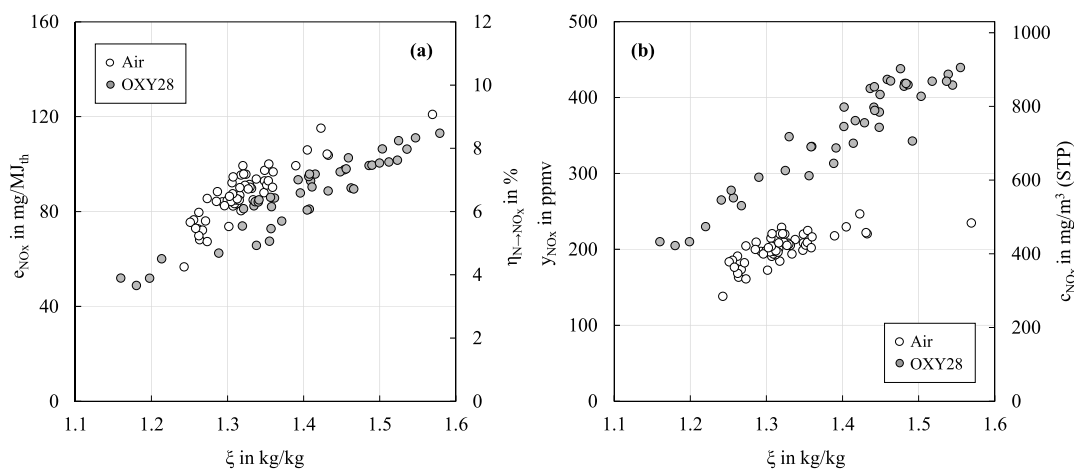 (a)
Air
OXY28
160
120
80
40
0
12
10
8
6
4
2
0
1.1 1.2 1.3 1.4 1.5 1.6
e_NOx in mg/MJ_th
η_N→NOx in %
ξ in kg/kg
(b)
500
400
300
200
100
0
1000
800
600
400
200
0
1.1 1.2 1.3 1.4 1.5 1.6
y_NOx in ppmv
c_NOx in mg/m³ (STP)
Air
OXY28
ξ in kg/kg